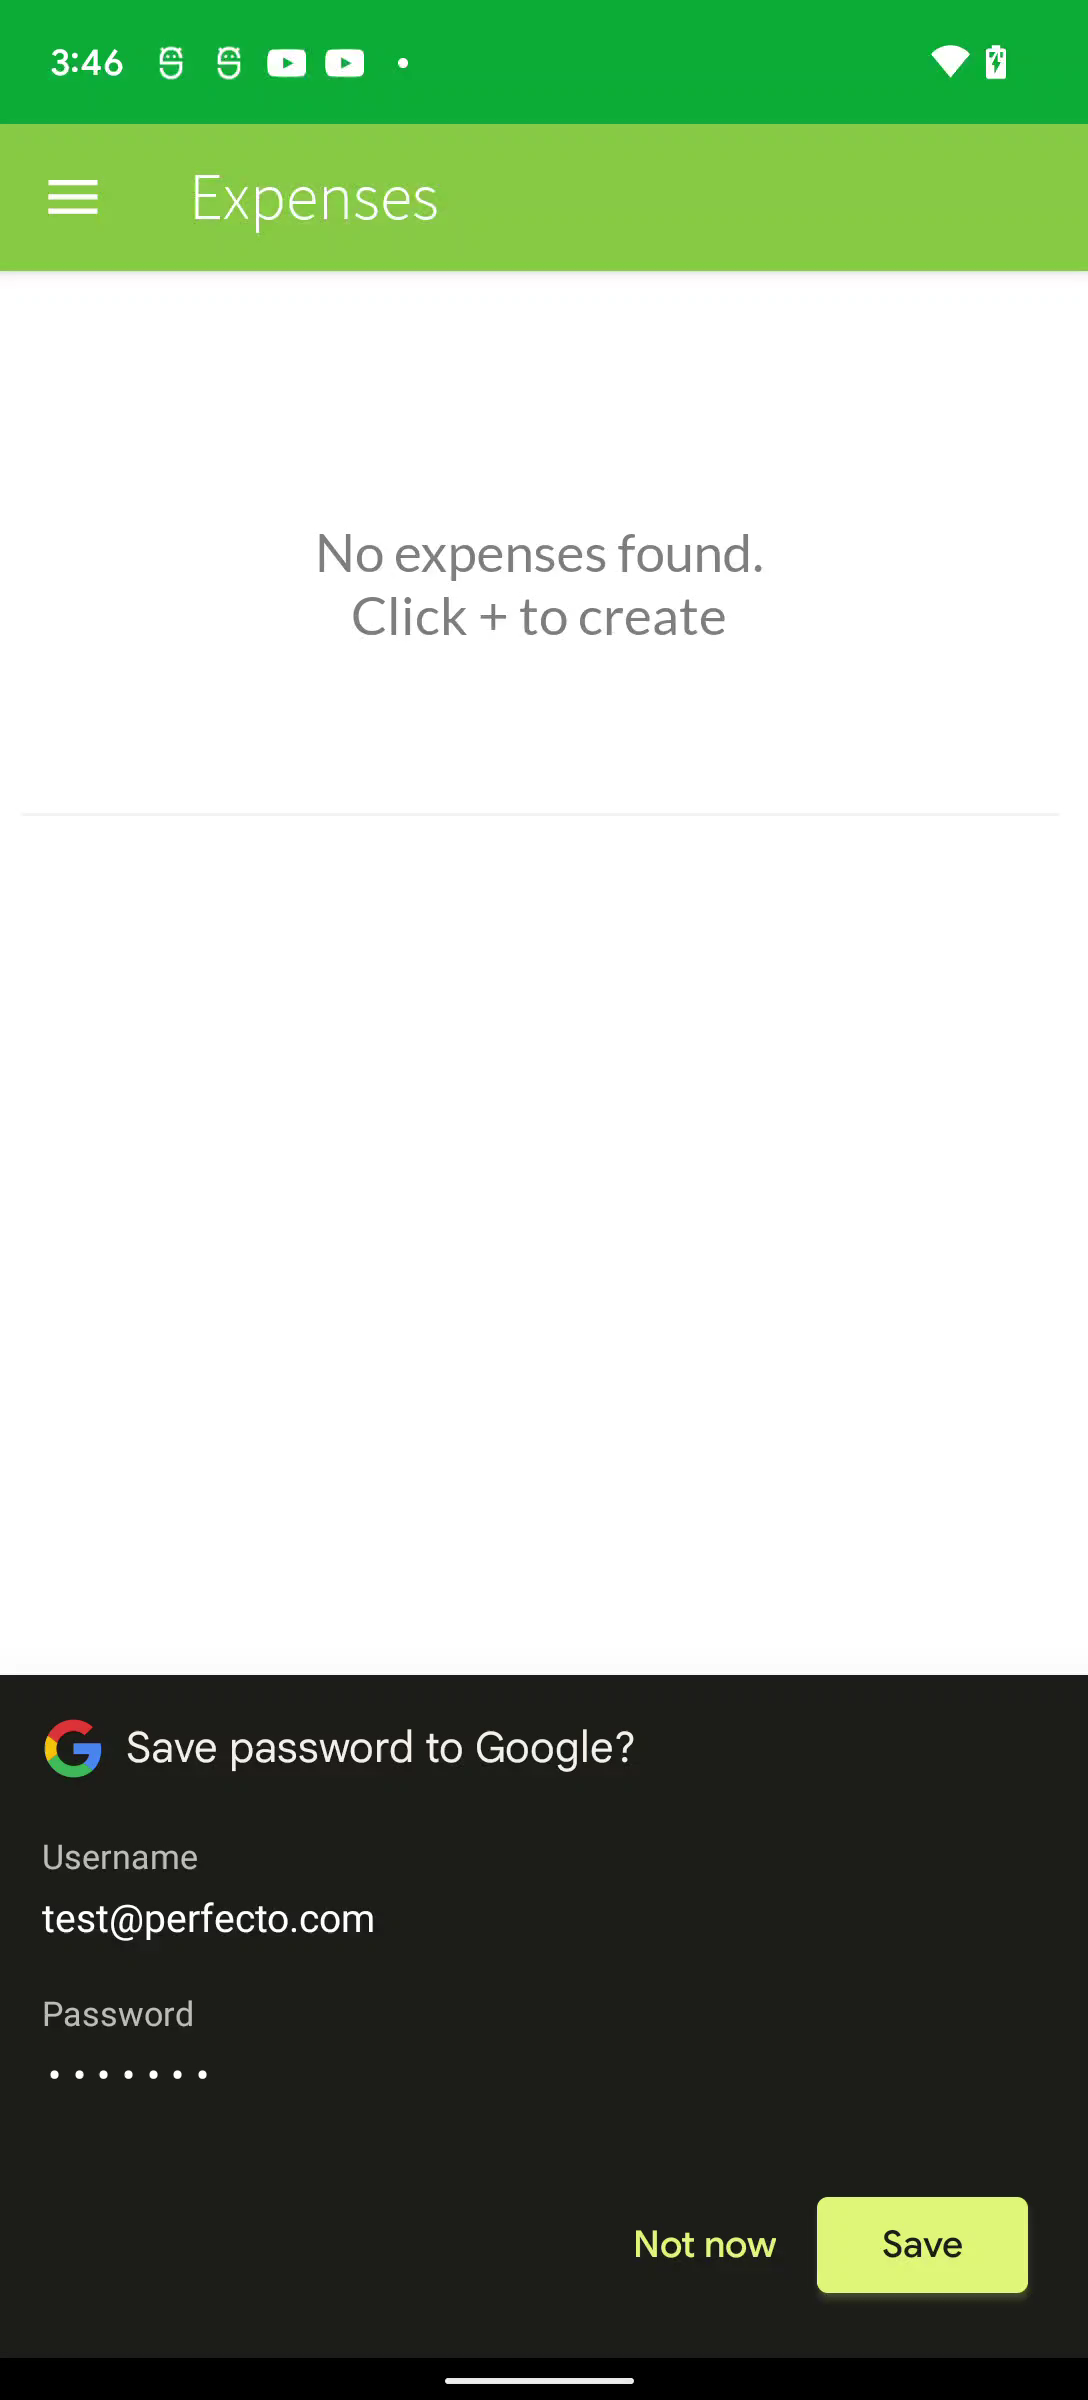 3:46
Expenses
No expenses found.
Click + to create
Save password to Google?
Username
test@perfecto.com
Password
•••••••
Not now
Save